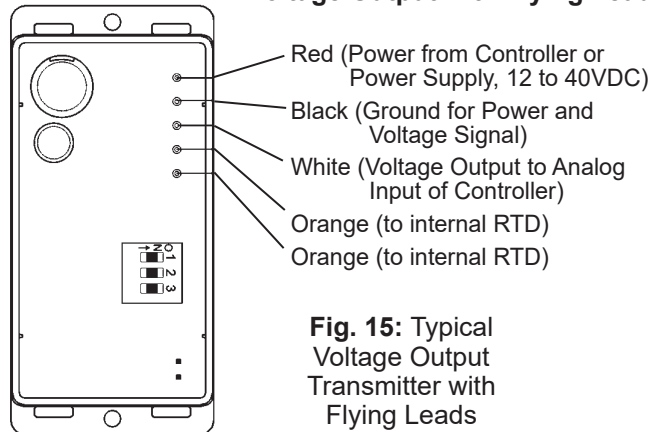 Red (Power from Controller or
Power Supply, 12 to 40VDC)
Black (Ground for Power and
Voltage Signal)
White (Voltage Output to Analog
Input of Controller)
Orange (to internal RTD)
Orange (to internal RTD)
ON
1
2
3
Fig. 15: Typical
Voltage Output
Transmitter with
Flying Leads